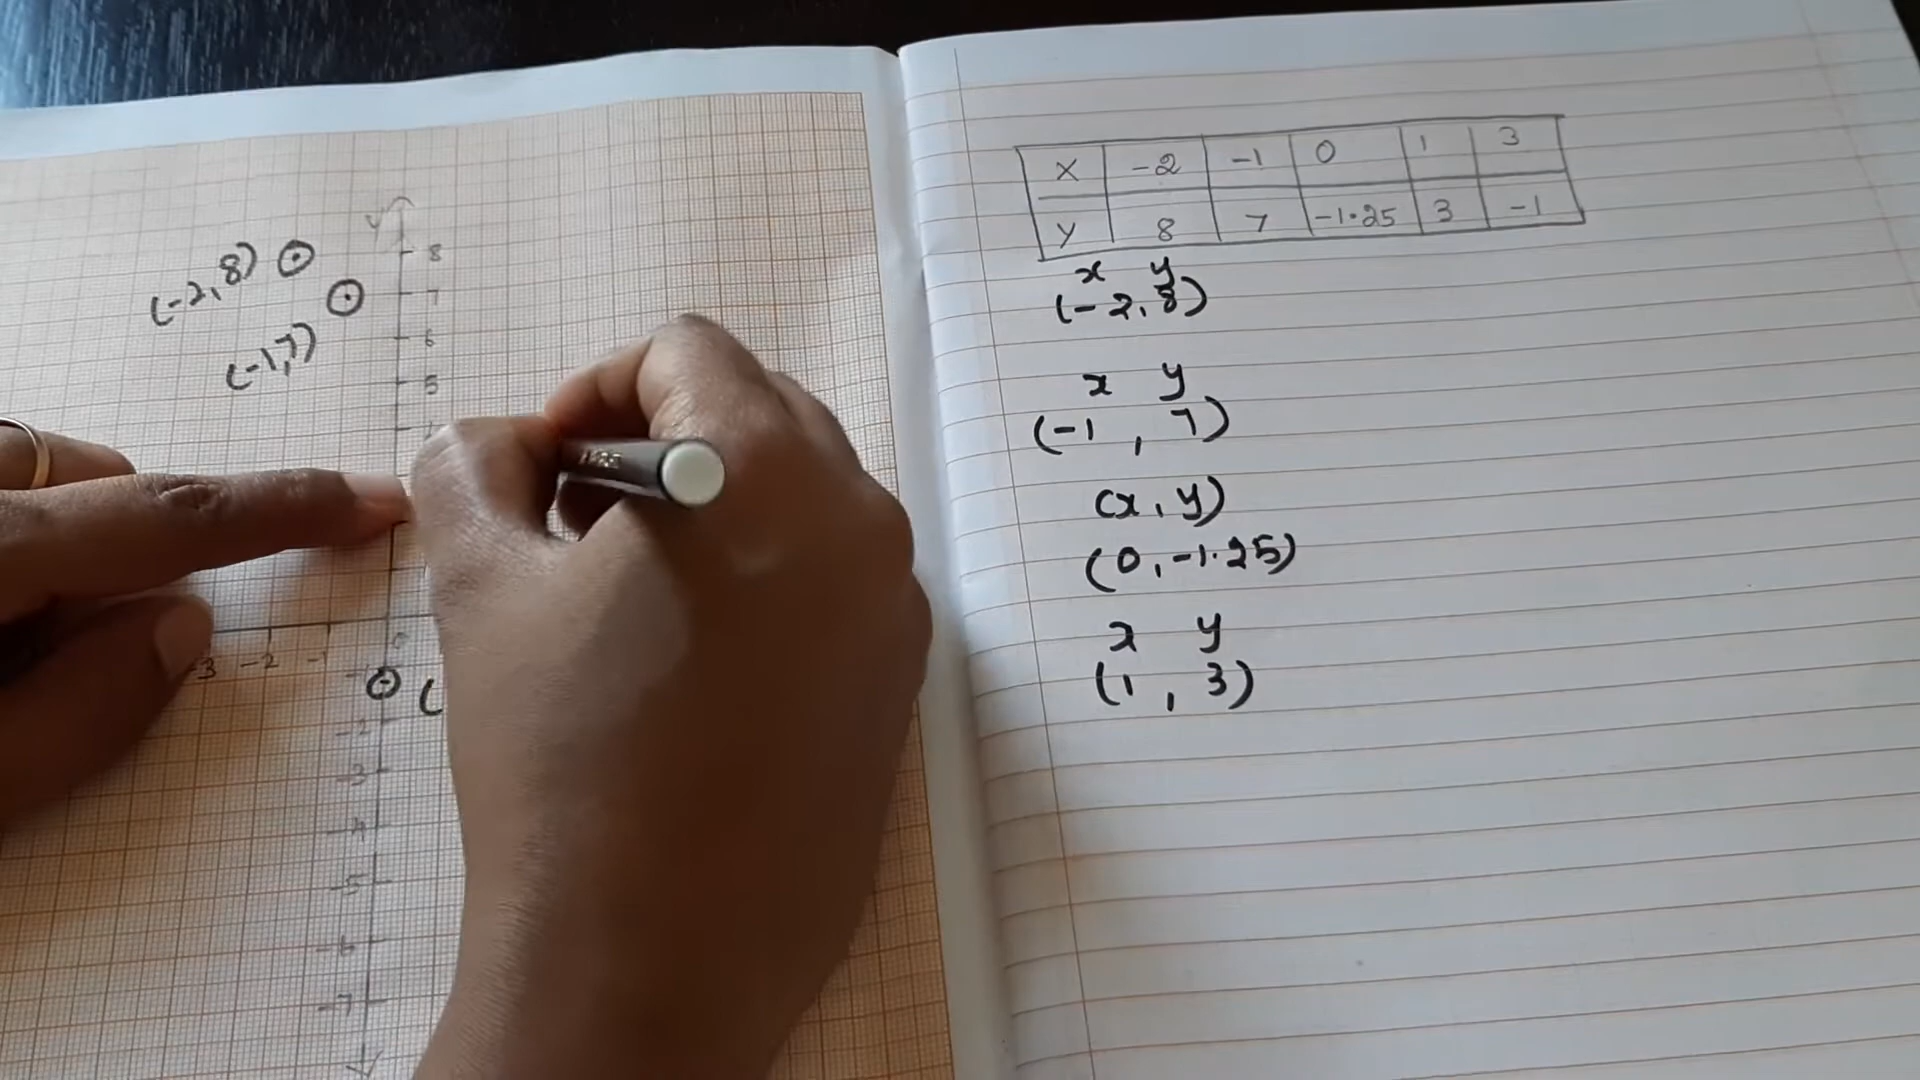 X -2 -1 0 1 3
Y 8 7 -1.25 3 -1
x y
(-2, 8)
x y
(-1 , 7)
(x, y)
(0, -1.25)
x y
(1 , 3)
Y
(-2, 8)
8
7
(-1, 7)
6
5
-3 -2 -1 0
(
-2
-3
-4
-5
-6
-7